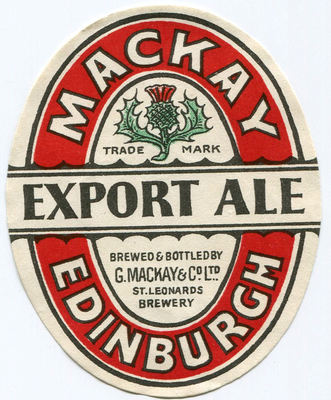 MACKAY
TRADE MARK
EXPORT ALE
BREWED & BOTTLED BY
G. MACKAY & CO. LTD.
ST. LEONARDS
BREWERY
EDINBURGH